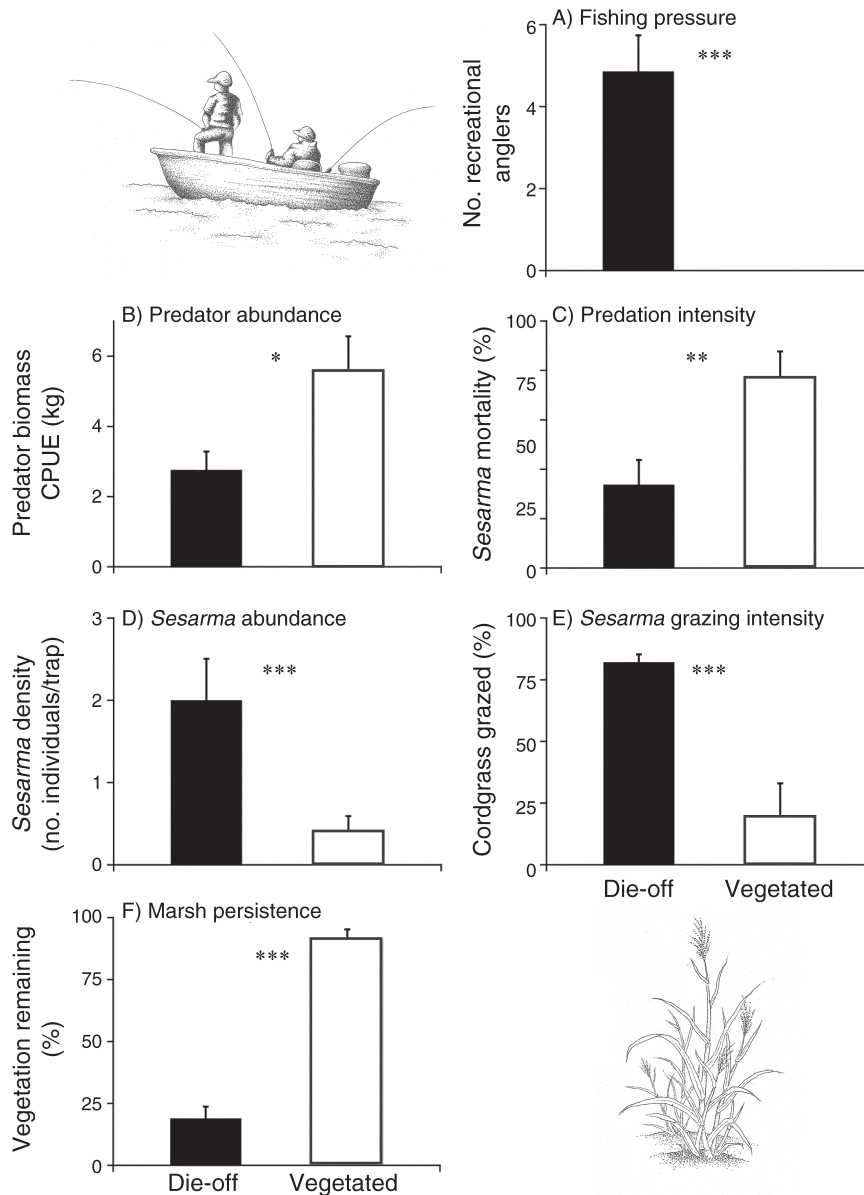 A) Fishing pressure
No. recreational
anglers
6
4
2
0
***
B) Predator abundance
Predator biomass
CPUE (kg)
6
4
2
0
*
C) Predation intensity
Sesarma mortality (%)
100
75
50
25
0
**
D) Sesarma abundance
Sesarma density
(no. individuals/trap)
3
2
1
0
***
E) Sesarma grazing intensity
Cordgrass grazed (%)
100
75
50
25
0
***
Die-off Vegetated
F) Marsh persistence
Vegetation remaining
(%)
100
75
50
25
0
***
Die-off Vegetated